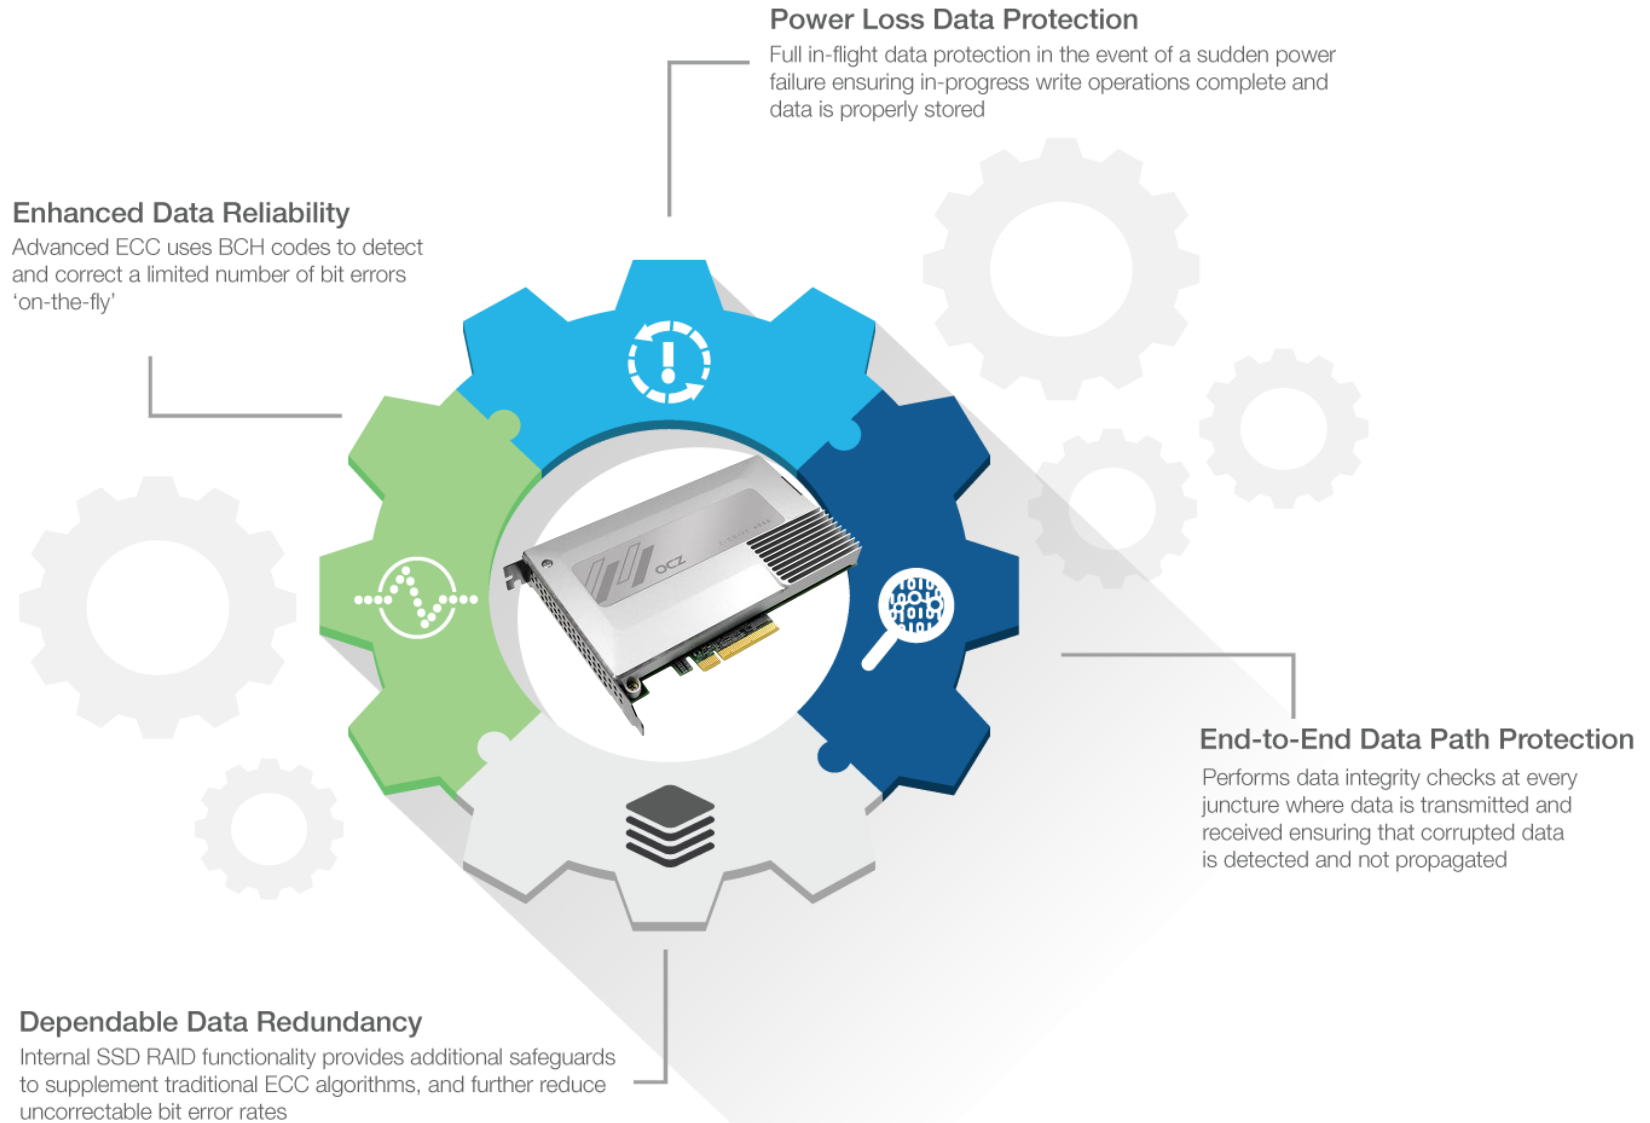 Power Loss Data Protection
Full in-flight data protection in the event of a sudden power
failure ensuring in-progress write operations complete and
data is properly stored
Enhanced Data Reliability
Advanced ECC uses BCH codes to detect
and correct a limited number of bit errors
‘on-the-fly’
OCZ
End-to-End Data Path Protection
Performs data integrity checks at every
juncture where data is transmitted and
received ensuring that corrupted data
is detected and not propagated
Dependable Data Redundancy
Internal SSD RAID functionality provides additional safeguards
to supplement traditional ECC algorithms, and further reduce
uncorrectable bit error rates